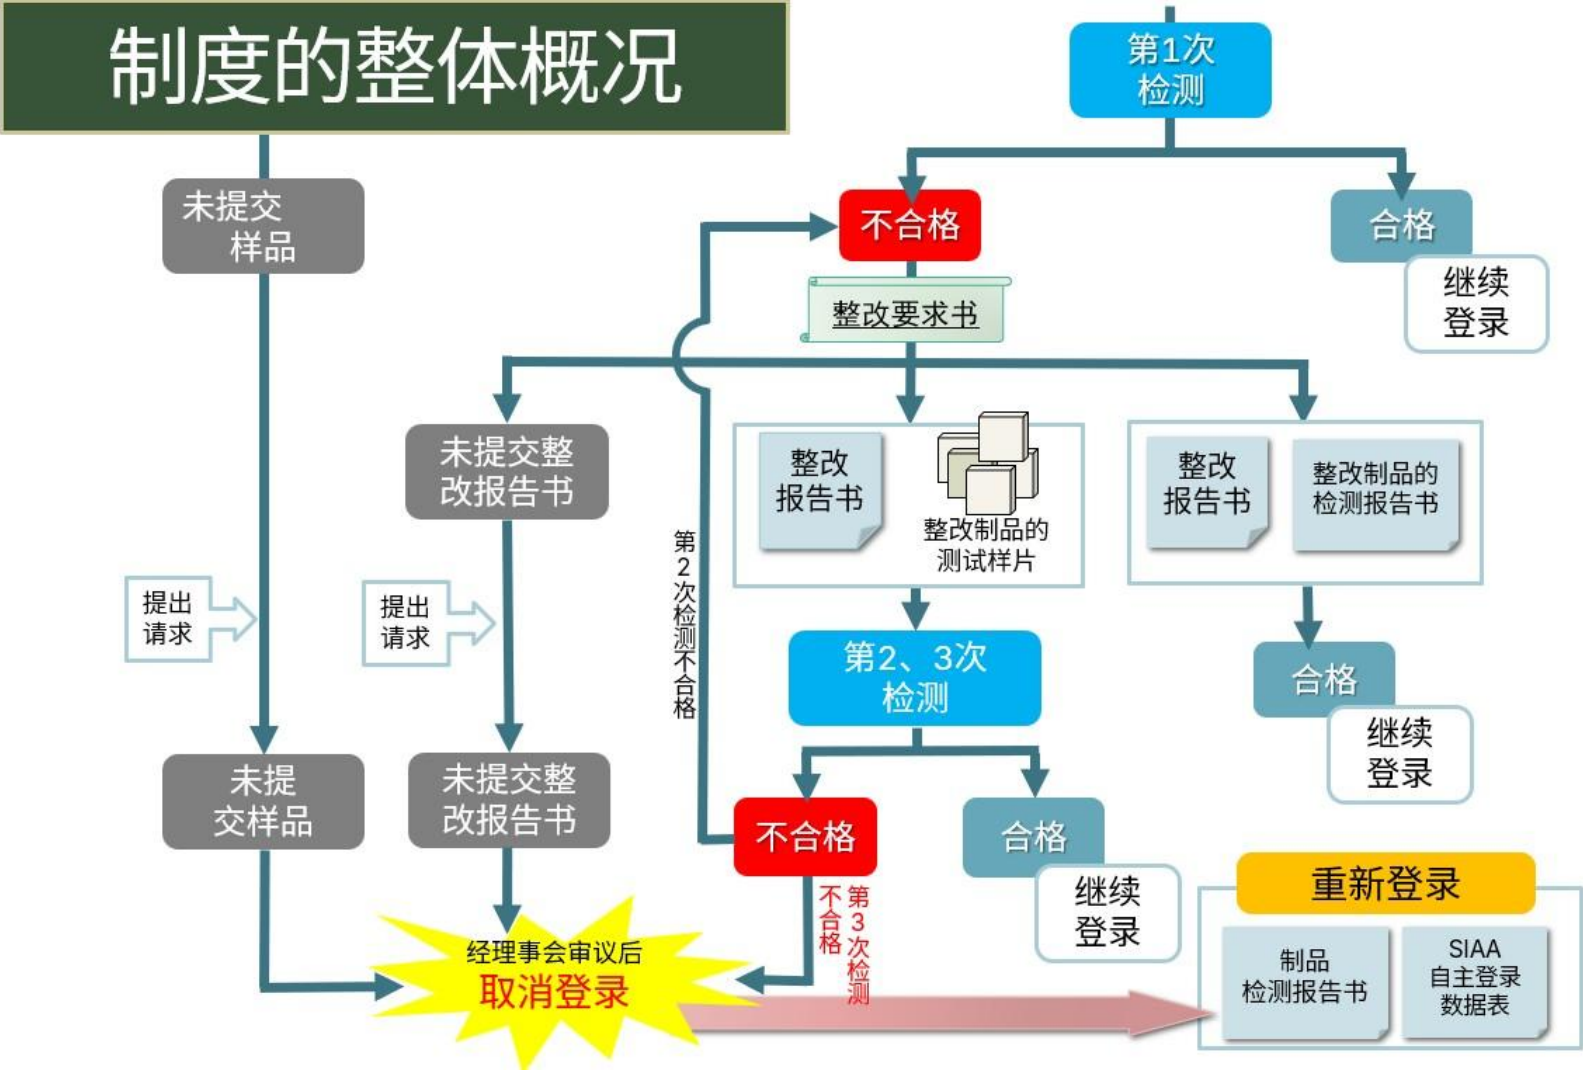 制度的整体概况
第1次
检测
未提交
样品
不合格
合格
继续
登录
整改要求书
未提交整
改报告书
整改
报告书
整改制品的
测试样片
整改
报告书
整改制品的
检测报告书
第2次检测不合格
提出
请求
提出
请求
第2、3次
检测
合格
继续
登录
未提
交样品
未提交整
改报告书
不合格
合格
继续
登录
第3次检测
不合格
经理事会审议后
取消登录
重新登录
制品
检测报告书
SIAA
自主登录
数据表